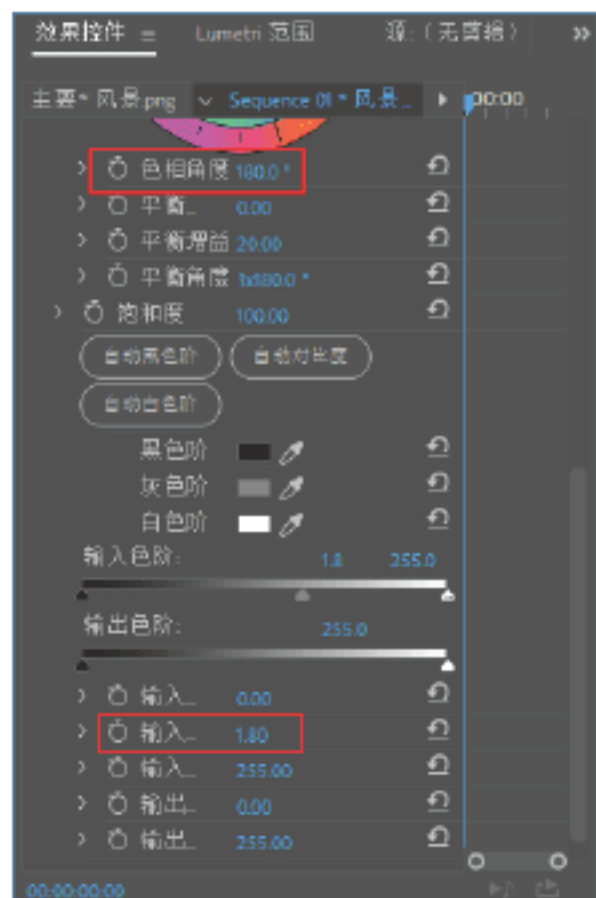 效果控件 Lumetri 范围 源:（无剪辑） »
主要* 风景.png Sequence 01 * 风景... 00:00
色相角度 180.0 °
平衡... 0.00
平衡增益 20.00
平衡角度 1x180.0 °
饱和度 100.00
自动黑色阶 自动对比度
自动白色阶
黑色阶
灰色阶
白色阶
输入色阶: 1.8 255.0
输出色阶: 255.0
输入... 0.00
输入... 1.80
输入... 255.00
输出... 0.00
输出... 255.00
00:00:00:00